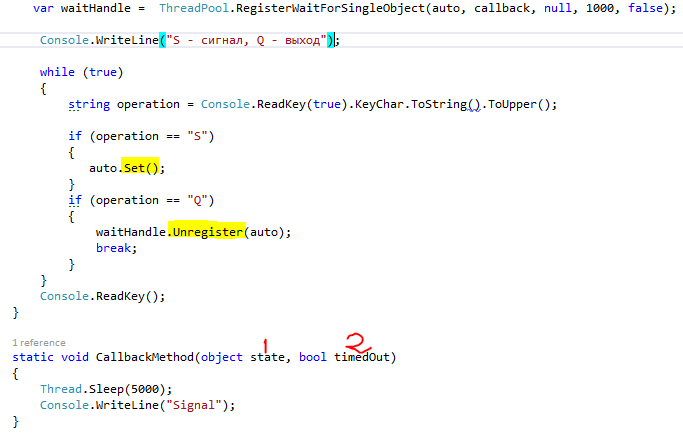 var waitHandle =  ThreadPool.RegisterWaitForSingleObject(auto, callback, null, 1000, false);
Console.WriteLine("S - сигнал, Q - выход");
while (true)
{
string operation = Console.ReadKey(true).KeyChar.ToString().ToUpper();
if (operation == "S")
{
auto.Set();
}
if (operation == "Q")
{
waitHandle.Unregister(auto);
break;
}
}
Console.ReadKey();
}
1 reference
1 2
static void CallbackMethod(object state, bool timedOut)
{
Thread.Sleep(5000);
Console.WriteLine("Signal");
}